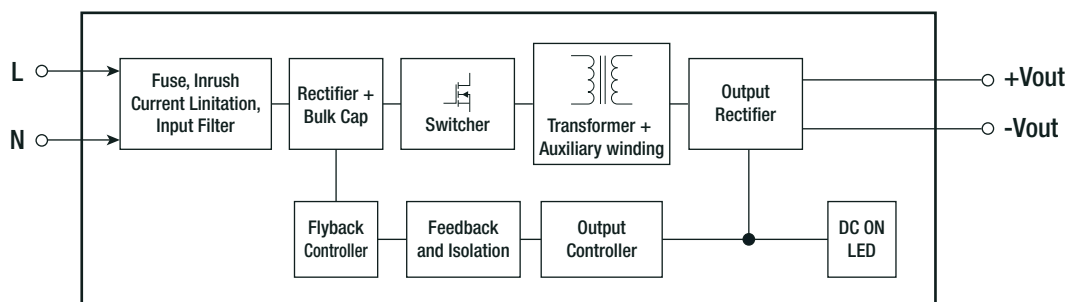 L
N
Fuse, Inrush
Current Linitation,
Input Filter
Rectifier +
Bulk Cap
Switcher
Transformer +
Auxiliary winding
Output
Rectifier
+Vout
-Vout
Flyback
Controller
Feedback
and Isolation
Output
Controller
DC ON
LED